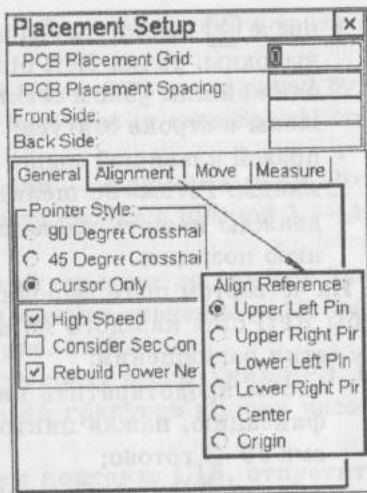 Placement Setup
PCB Placement Grid: 0
PCB Placement Spacing:
Front Side:
Back Side:
General Alignment Move Measure
Pointer Style:
90 Degree Crosshai
45 Degree Crosshai
Cursor Only
High Speed
Consider SecCon
Rebuild Power Ne
Align Reference:
Upper Left Pin
Upper Right Pin
Lower Left Pin
Lower Right Pir
Center
Origin